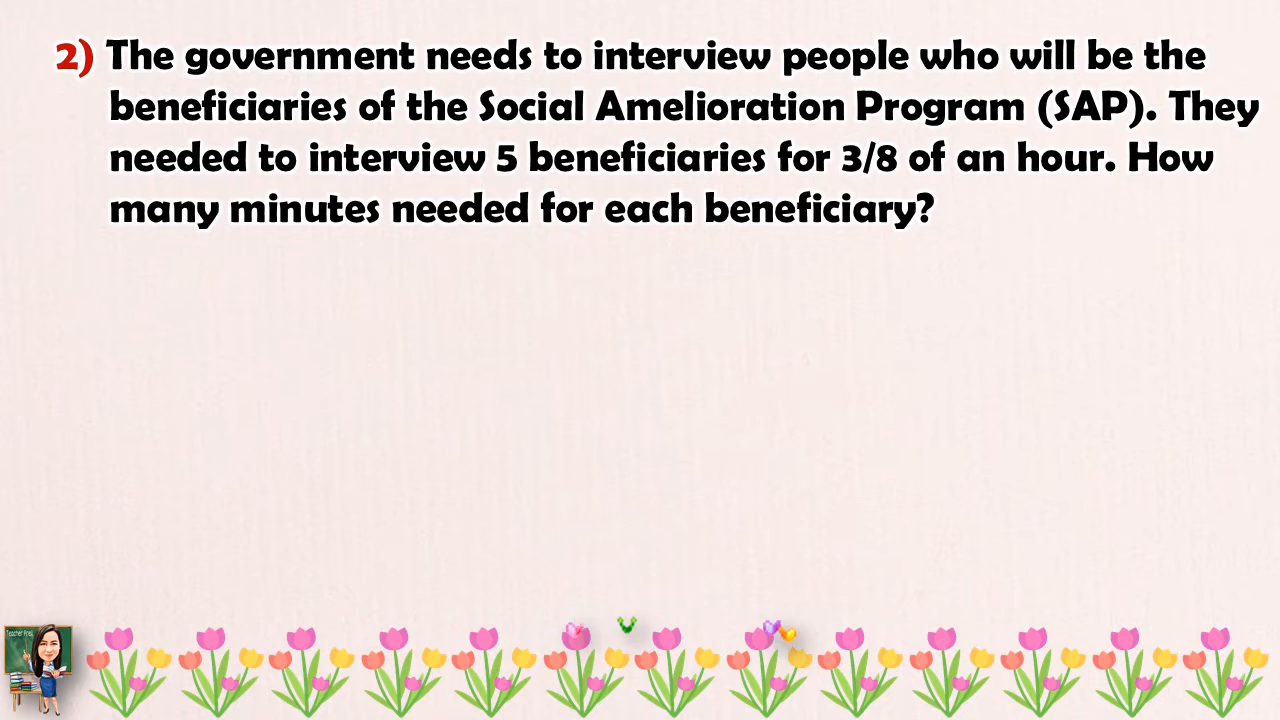 2) The government needs to interview people who will be the
beneficiaries of the Social Amelioration Program (SAP). They
needed to interview 5 beneficiaries for 3/8 of an hour. How
many minutes needed for each beneficiary?